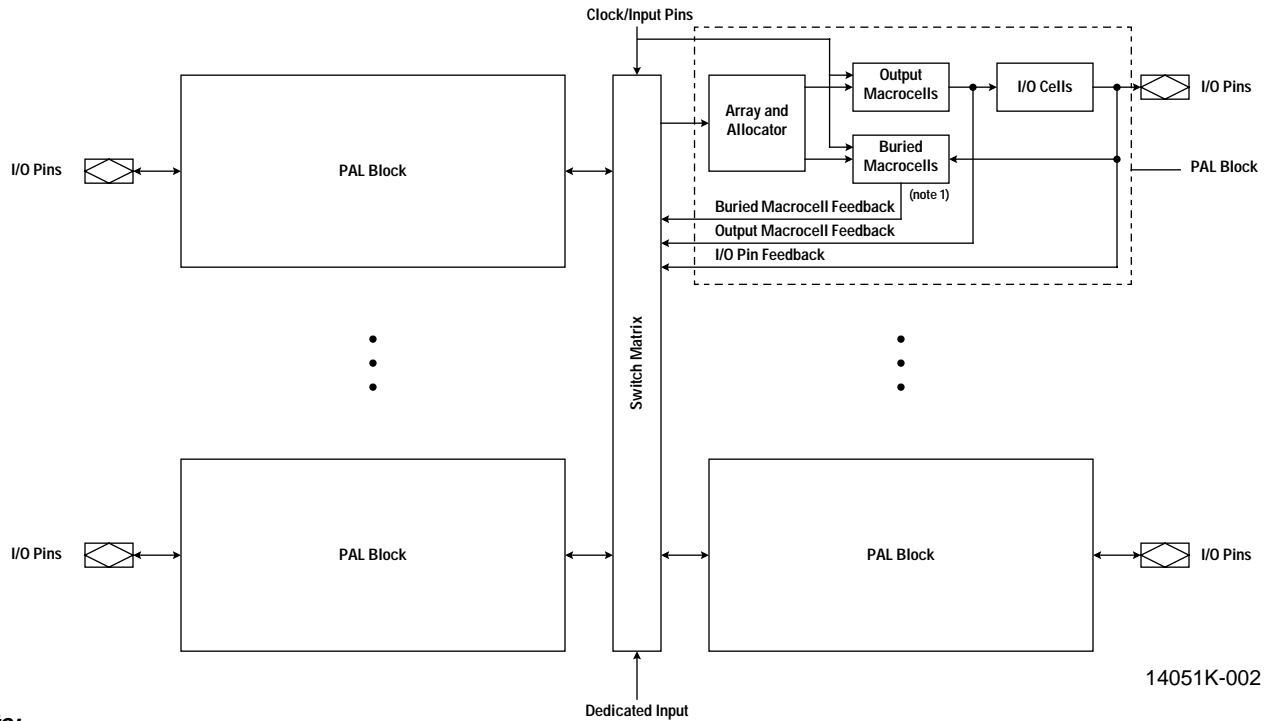 Clock/Input Pins
Output
Macrocells
I/O Cells
I/O Pins
Array and
Allocator
Buried
Macrocells
(note 1)
PAL Block
I/O Pins
PAL Block
Buried Macrocell Feedback
Output Macrocell Feedback
I/O Pin Feedback
Switch Matrix
I/O Pins
PAL Block
PAL Block
I/O Pins
14051K-002
Dedicated Input